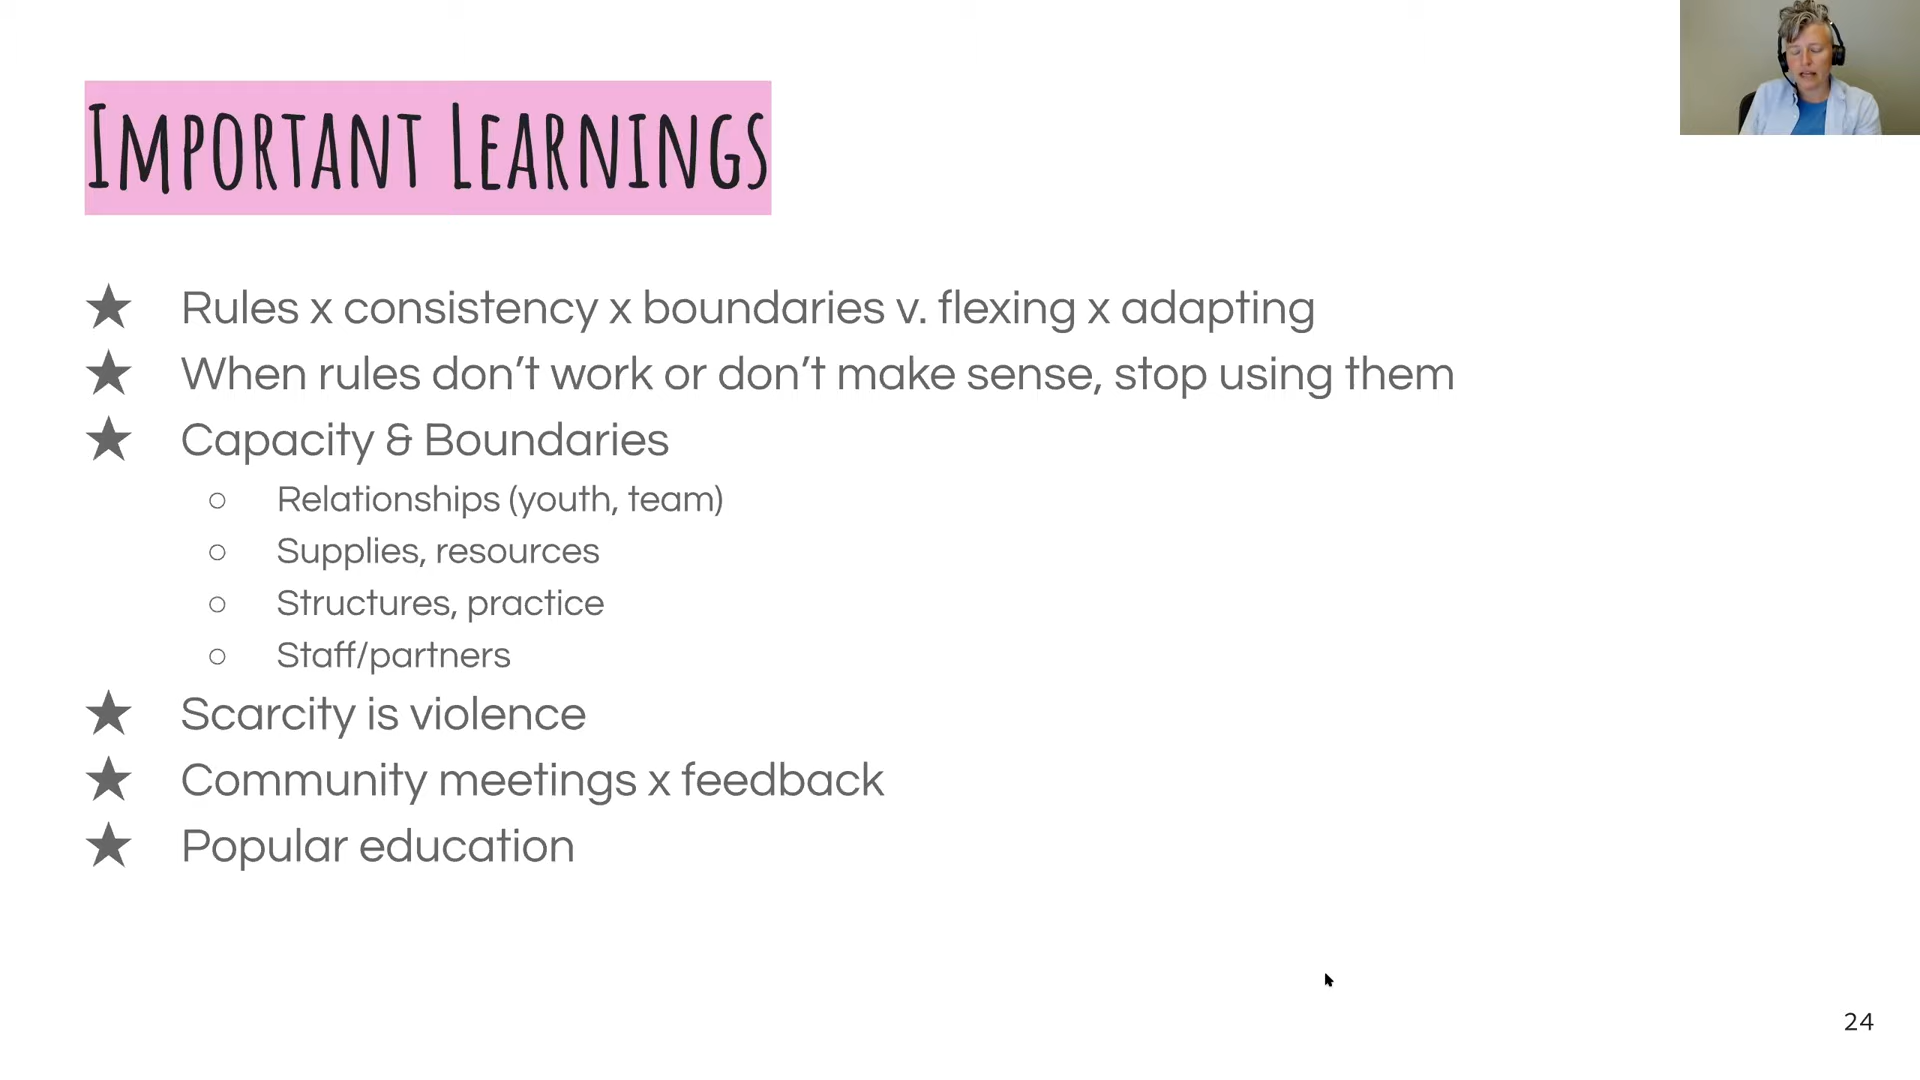 Important Learnings
★ Rules x consistency x boundaries v. flexing x adapting
★ When rules don’t work or don’t make sense, stop using them
★ Capacity & Boundaries
○ Relationships (youth, team)
○ Supplies, resources
○ Structures, practice
○ Staff/partners
★ Scarcity is violence
★ Community meetings x feedback
★ Popular education
24